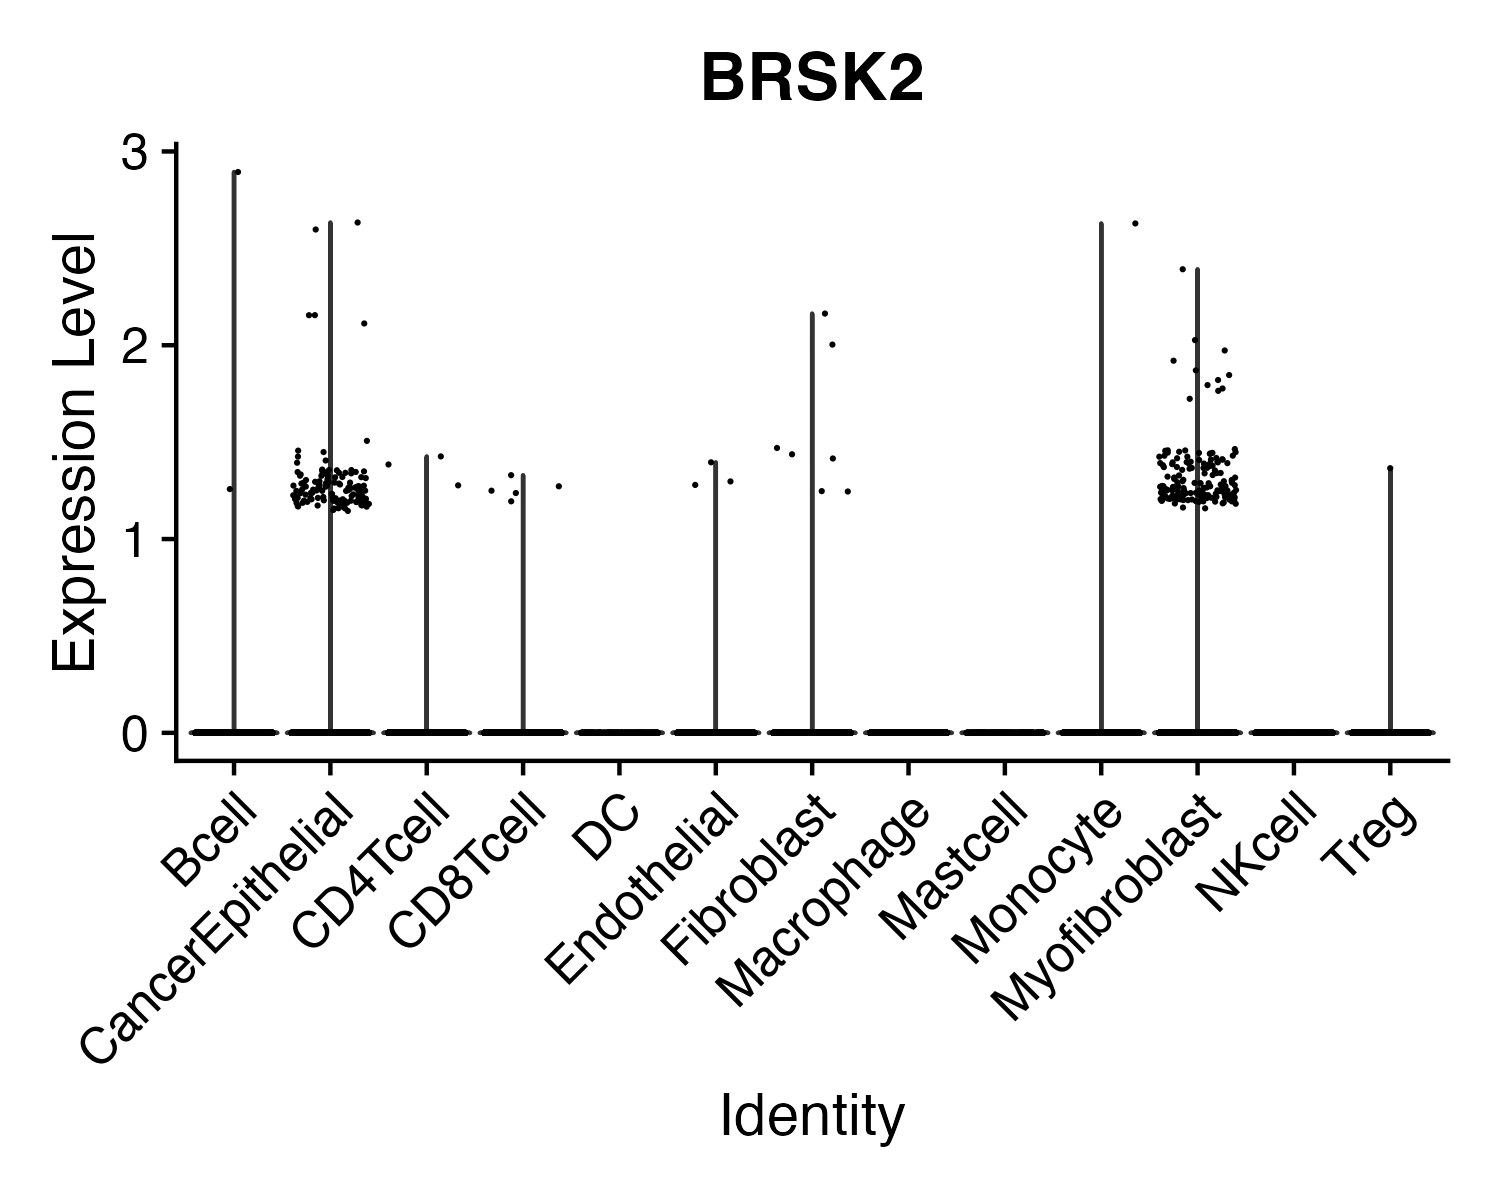 BRSK2
Expression Level
3
2
1
0
Bcell
CancerEpithelial
CD4Tcell
CD8Tcell
DC
Endothelial
Fibroblast
Macrophage
Mastcell
Monocyte
Myofibroblast
NKcell
Treg
Identity